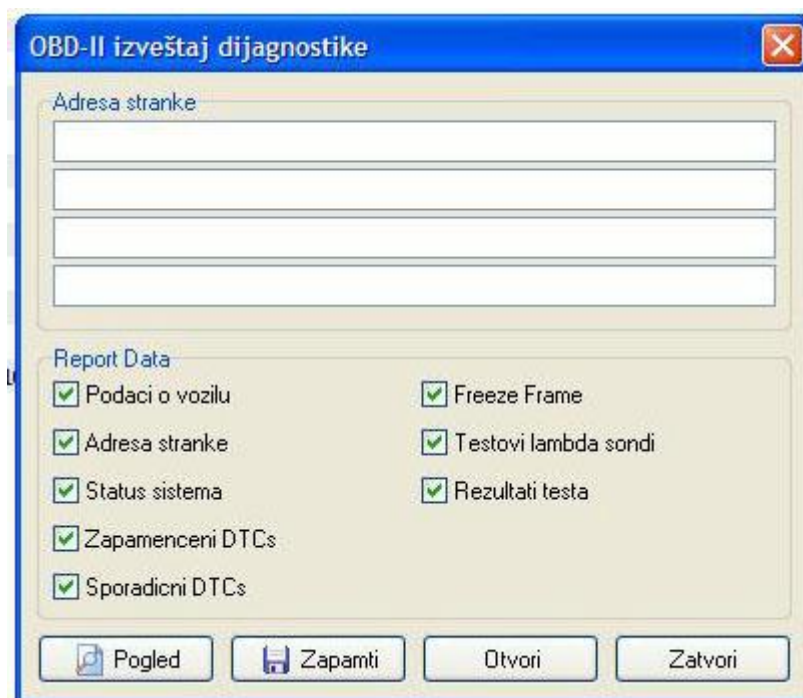 OBD-II izveštaj dijagnostike
Adresa stranke
Report Data
Podaci o vozilu
Freeze Frame
Adresa stranke
Testovi lambda sondi
Status sistema
Rezultati testa
Zapamenceni DTCs
Sporadicni DTCs
Pogled
Zapamti
Otvori
Zatvori